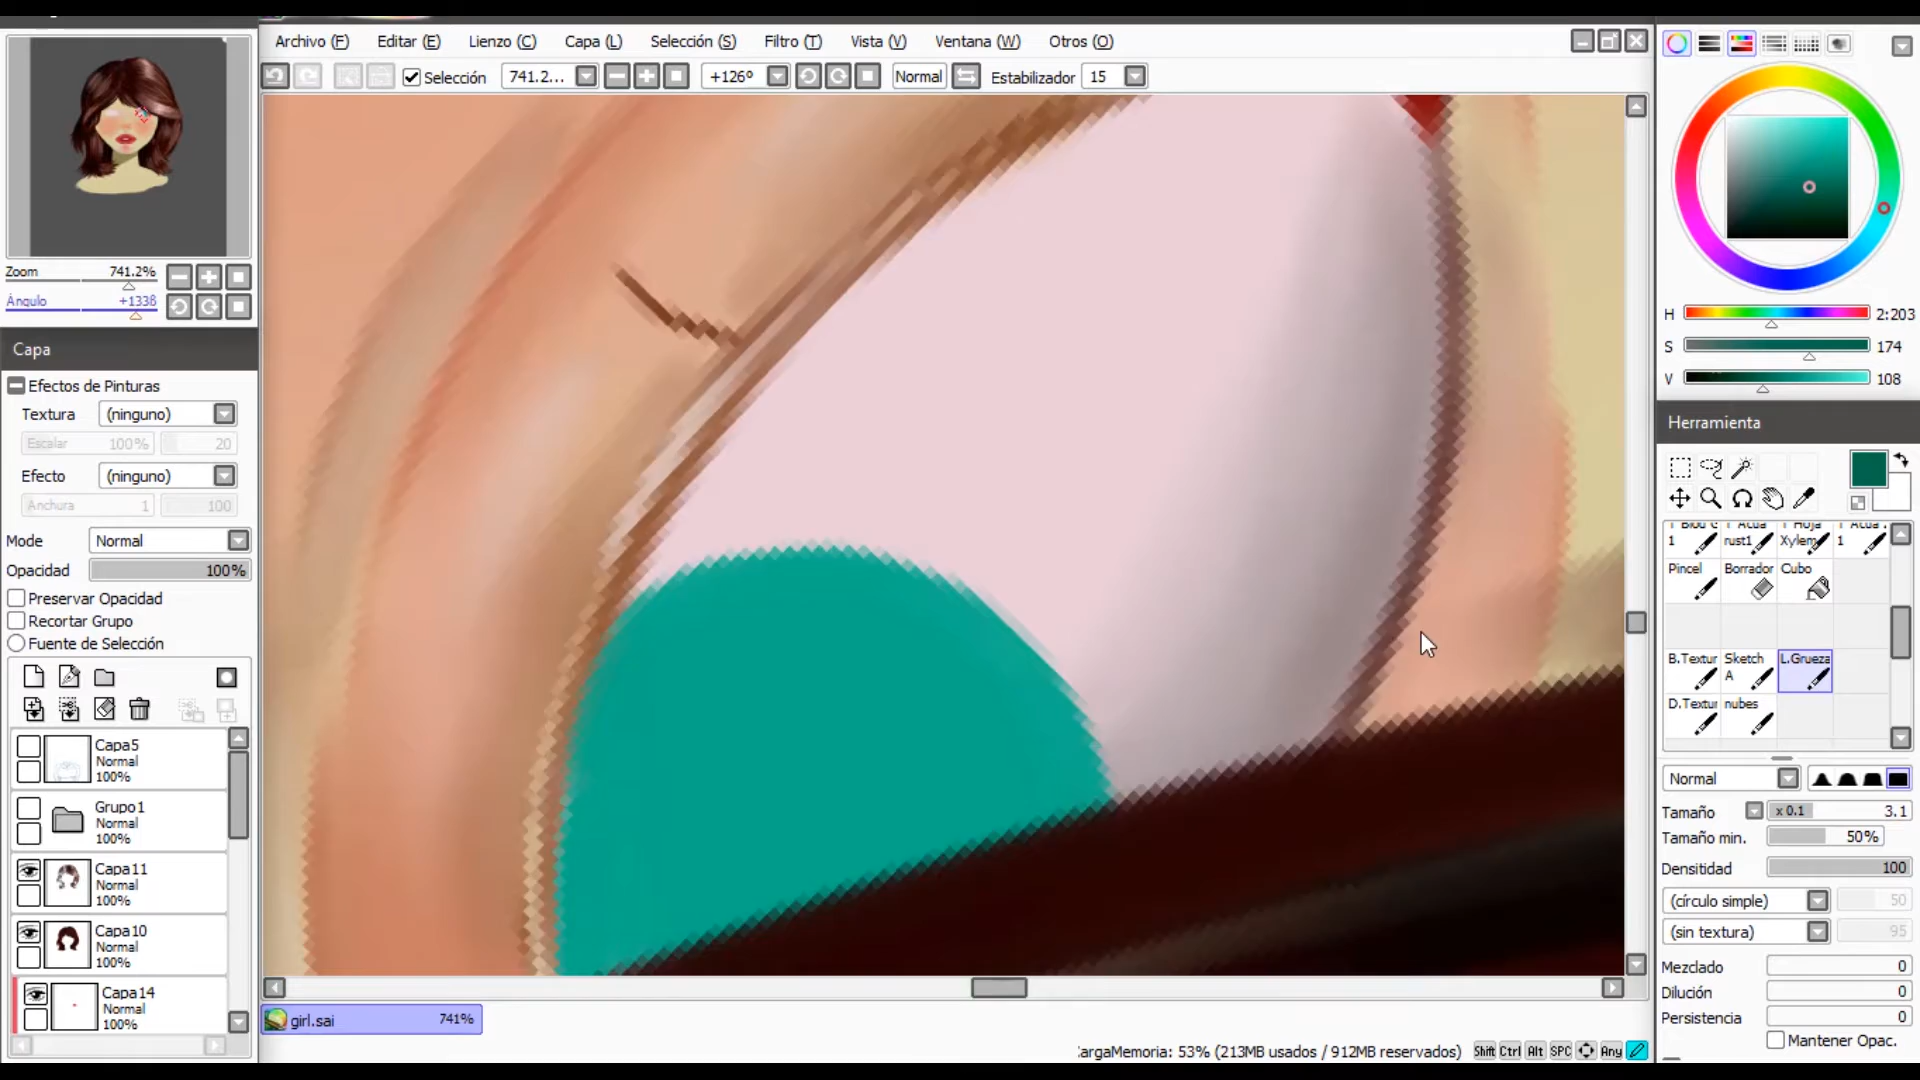 Archivo (F) Editar (E) Lienzo (C) Capa (L) Selección (S) Filtro (T) Vista (V) Ventana (W) Otros (O)
Selección 741.2... +126º Normal Estabilizador 15
Zoom 741.2%
Ángulo +133ß
Capa
Efectos de Pinturas
Textura (ninguno)
Escalar 100% 20
Efecto (ninguno)
Anchura 1 100
Mode Normal
Opacidad 100%
Preservar Opacidad
Recortar Grupo
Fuente de Selección
Capa5
Normal
100%
Grupo1
Normal
100%
Capa11
Normal
100%
Capa10
Normal
100%
Capa14
Normal
100%
girl.sai 741%
argaMemoria: 53% (213MB usados / 912MB reservados) Shift Ctrl Alt SPC Any
H 2:203
S 174
V 108
Herramienta
1 rust1 Xylem 1
Pincel Borrador Cubo
B.Textur Sketch L.Grueza
A
D.Textur nubes
Normal
Tamaño x 0.1 3.1
Tamaño min. 50%
Densitidad 100
(círculo simple) 50
(sin textura) 95
Mezclado 0
Dilución 0
Persistencia 0
Mantener Opac.